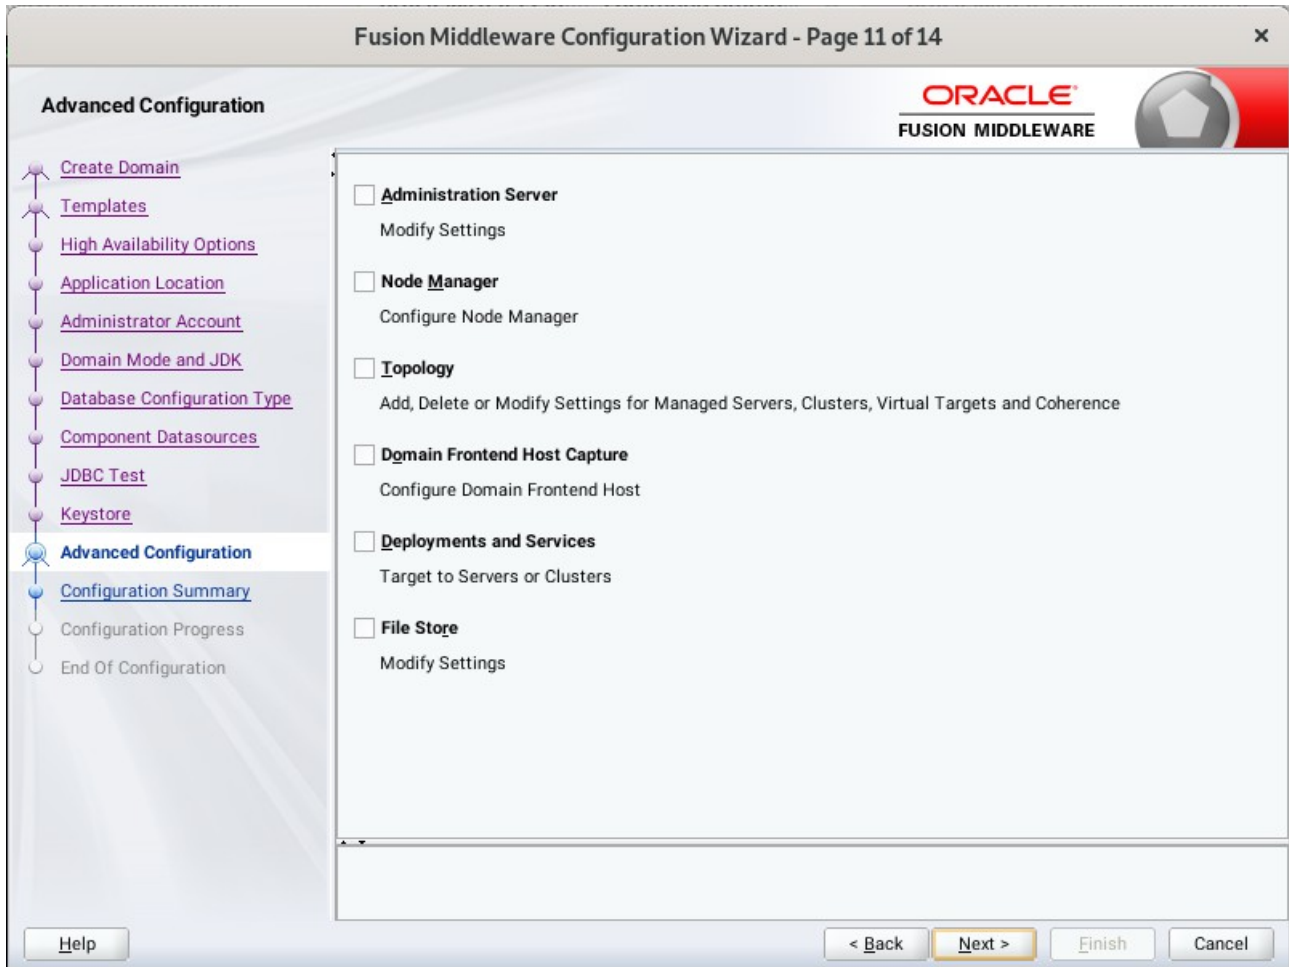 Fusion Middleware Configuration Wizard - Page 11 of 14
Advanced Configuration
ORACLE
FUSION MIDDLEWARE
Create Domain
Templates
High Availability Options
Application Location
Administrator Account
Domain Mode and JDK
Database Configuration Type
Component Datasources
JDBC Test
Keystore
Advanced Configuration
Configuration Summary
Configuration Progress
End Of Configuration
Administration Server
Modify Settings
Node Manager
Configure Node Manager
Topology
Add, Delete or Modify Settings for Managed Servers, Clusters, Virtual Targets and Coherence
Domain Frontend Host Capture
Configure Domain Frontend Host
Deployments and Services
Target to Servers or Clusters
File Store
Modify Settings
Help
< Back
Next >
Finish
Cancel